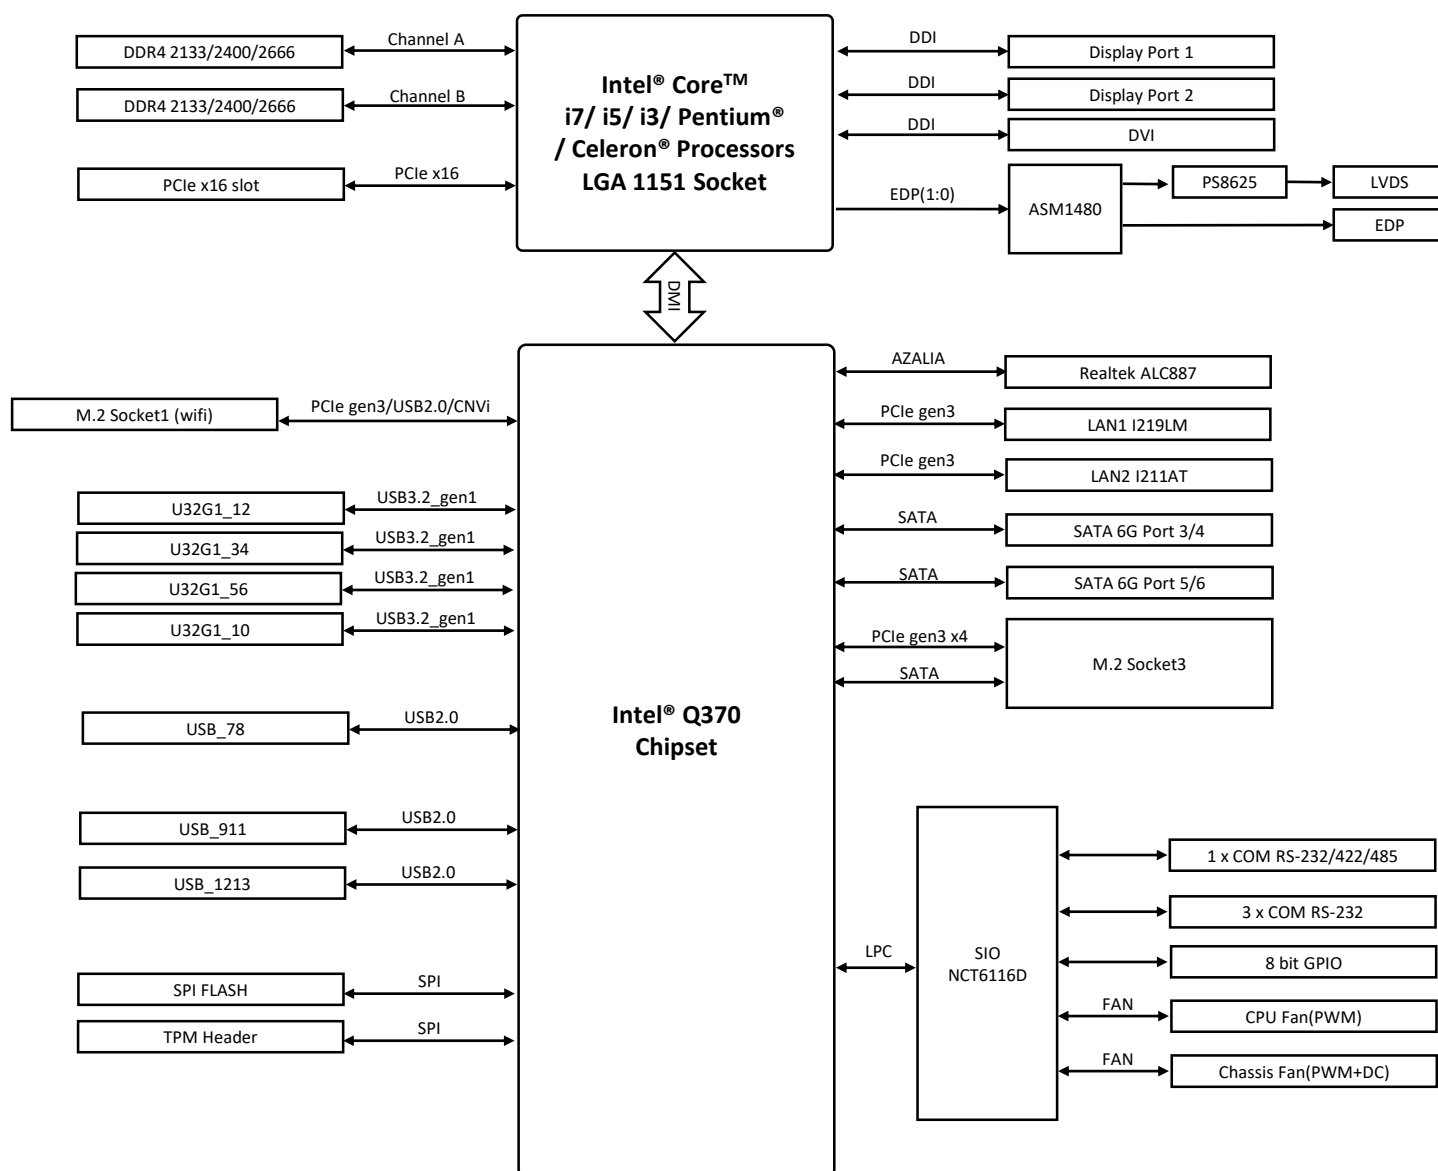 DDR4 2133/2400/2666
Channel A
DDR4 2133/2400/2666
Channel B
PCIe x16 slot
PCIe x16
Intel® Core™
i7/ i5/ i3/ Pentium®
/ Celeron® Processors
LGA 1151 Socket
DDI
Display Port 1
DDI
Display Port 2
DDI
DVI
EDP(1:0)
ASM1480
PS8625
LVDS
EDP
DMI
M.2 Socket1 (wifi)
PCIe gen3/USB2.0/CNVi
U32G1_12
USB3.2_gen1
U32G1_34
USB3.2_gen1
U32G1_56
USB3.2_gen1
U32G1_10
USB3.2_gen1
USB_78
USB2.0
USB_911
USB2.0
USB_1213
USB2.0
SPI FLASH
SPI
TPM Header
SPI
Intel® Q370
Chipset
AZALIA
Realtek ALC887
PCIe gen3
LAN1 I219LM
PCIe gen3
LAN2 I211AT
SATA
SATA 6G Port 3/4
SATA
SATA 6G Port 5/6
PCIe gen3 x4
SATA
M.2 Socket3
LPC
SIO
NCT6116D
1 x COM RS-232/422/485
3 x COM RS-232
8 bit GPIO
FAN
CPU Fan(PWM)
FAN
Chassis Fan(PWM+DC)